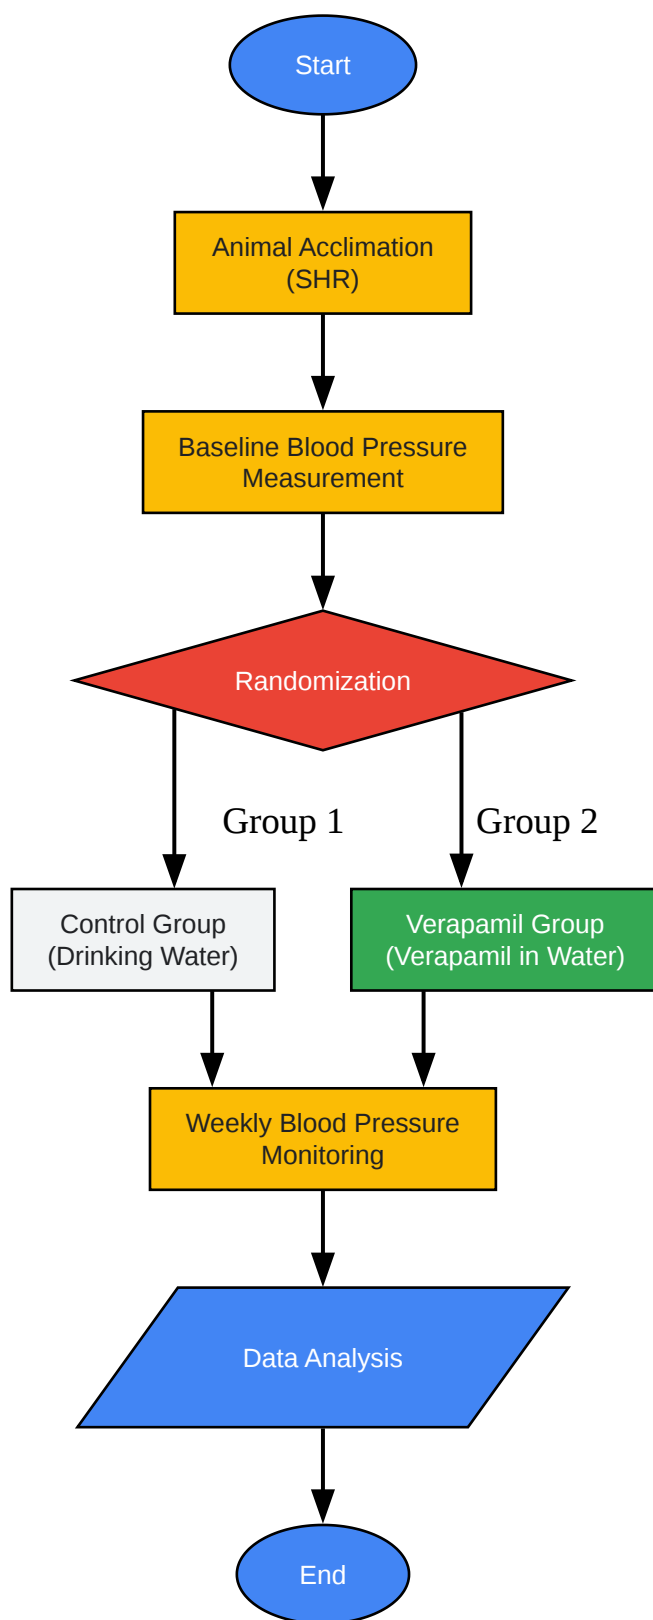 Start
Animal Acclimation
(SHR)
Baseline Blood Pressure
Measurement
Randomization
Group 1
Group 2
Control Group
(Drinking Water)
Verapamil Group
(Verapamil in Water)
Weekly Blood Pressure
Monitoring
Data Analysis
End